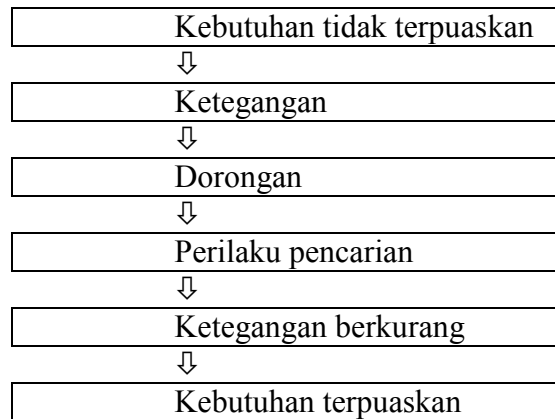 Kebutuhan tidak terpuaskan
⇩
Ketegangan
⇩
Dorongan
⇩
Perilaku pencarian
⇩
Ketegangan berkurang
⇩
Kebutuhan terpuaskan